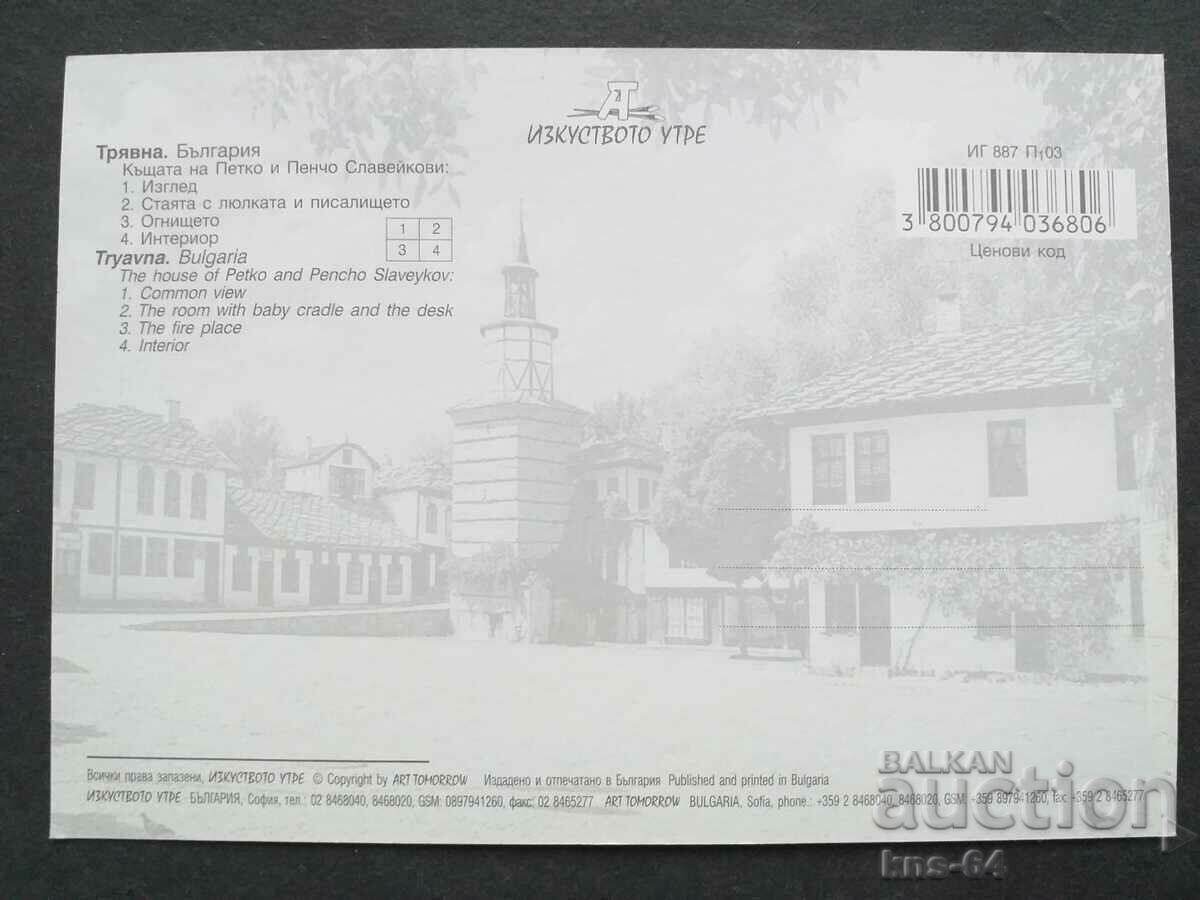 ИЗКУСТВОТО УТРЕ
Трявна. България
Къщата на Петко и Пенчо Славейкови:
1. Изглед
2. Стаята с люлката и писалището
3. Огнището
4. Интериор
1 2
3 4
Tryavna. Bulgaria
The house of Petko and Pencho Slaveykov:
1. Common view
2. The room with baby cradle and the desk
3. The fire place
4. Interior
ИГ 887 П103
3 800794 036806
Ценови код
Всички права запазени, ИЗКУСТВОТО УТРЕ © Copyright by ART TOMORROW Издадено и отпечатано в България Published and printed in Bulgaria
ИЗКУСТВОТО УТРЕ БЪЛГАРИЯ, София, тел.: 02 8468040, 8468020, GSM: 0897941260, факс: 02 8465277 ART TOMORROW BULGARIA, Sofia, phone.: +359 2 8468040, 8468020, GSM: +359 897941260, fax: +359 2 8465277
BALKAN
auction
kns-64